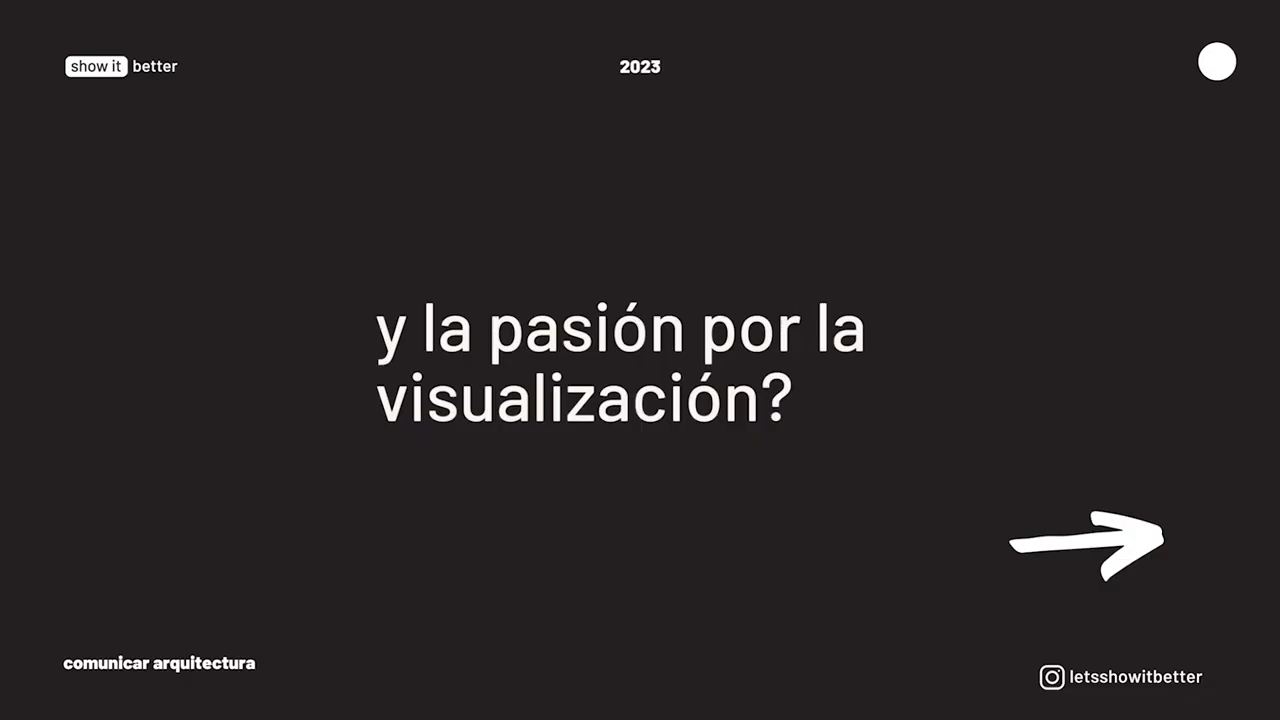 show it better
2023
y la pasión por la
visualización?
comunicar arquitectura
letsshowitbetter